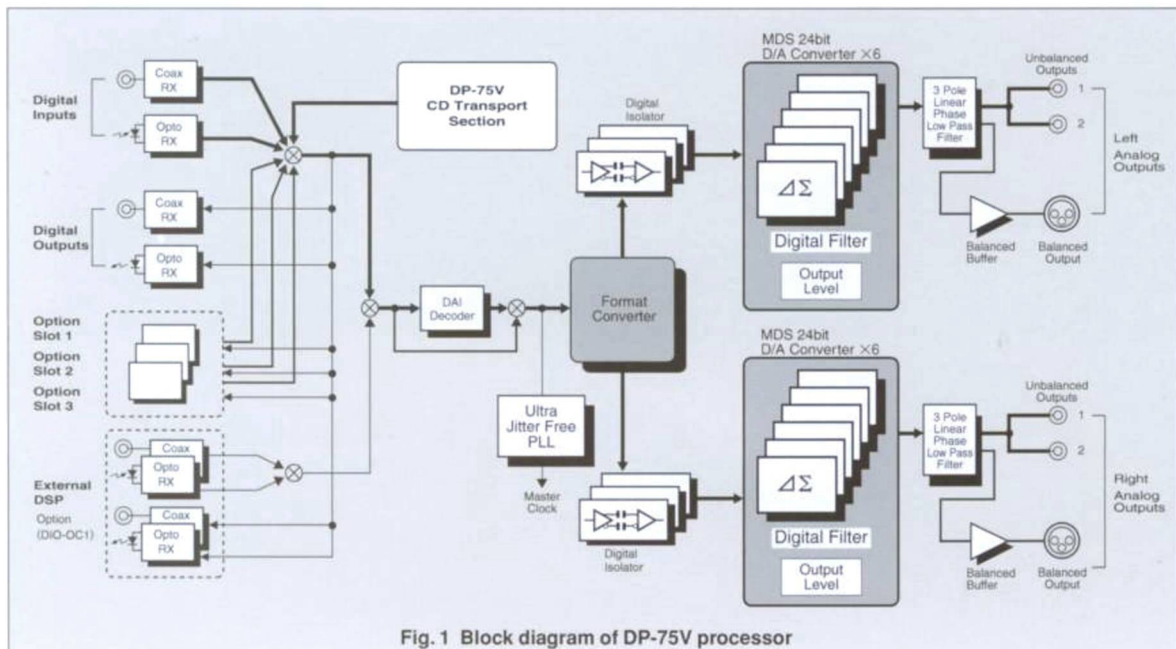 Digital
Inputs
Coax
RX
Opto
RX
Digital
Outputs
Coax
RX
Opto
RX
Option
Slot 1
Option
Slot 2
Option
Slot 3
External
DSP
Option
(DIO-OC1)
Coax
Opto
RX
Coax
Opto
RX
DP-75V
CD Transport
Section
DAI
Decoder
Ultra
Jitter Free
PLL
Master
Clock
Format
Converter
Digital
Isolator
Digital
Isolator
MDS 24bit
D/A Converter ×6
ΔΣ
Digital Filter
Output
Level
3 Pole
Linear
Phase
Low Pass
Filter
Unbalanced
Outputs
1
2
Left
Analog
Outputs
Balanced
Buffer
Balanced
Output
MDS 24bit
D/A Converter ×6
ΔΣ
Digital Filter
Output
Level
3 Pole
Linear
Phase
Low Pass
Filter
Unbalanced
Outputs
1
2
Right
Analog
Outputs
Balanced
Buffer
Balanced
Output
Fig. 1 Block diagram of DP-75V processor